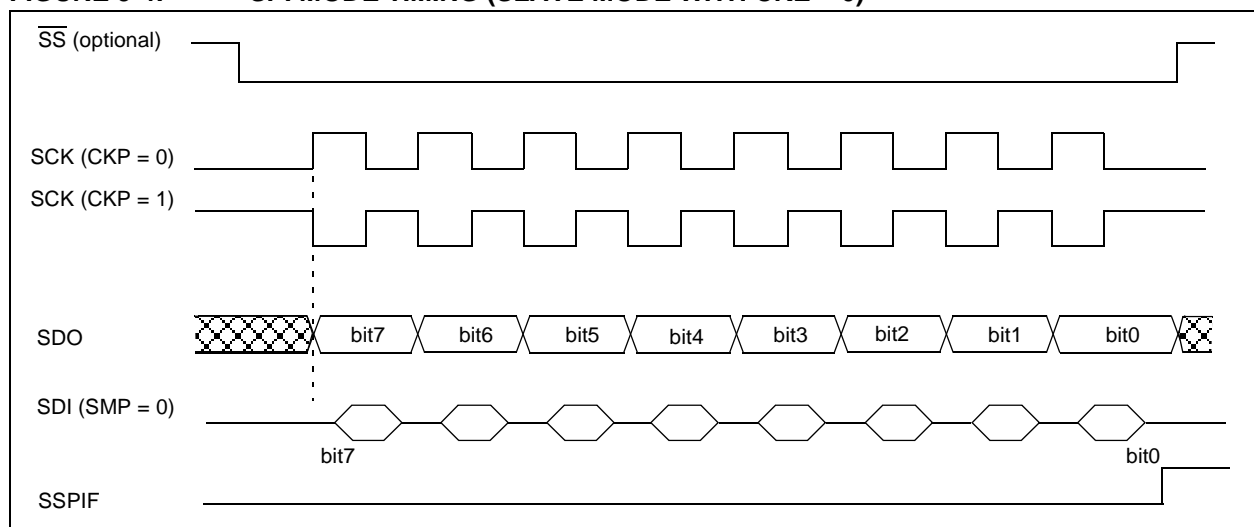 SS (optional)
SCK (CKP = 0)
SCK (CKP = 1)
SDO bit7 bit6 bit5 bit4 bit3 bit2 bit1 bit0
SDI (SMP = 0)
bit7 bit0
SSPIF